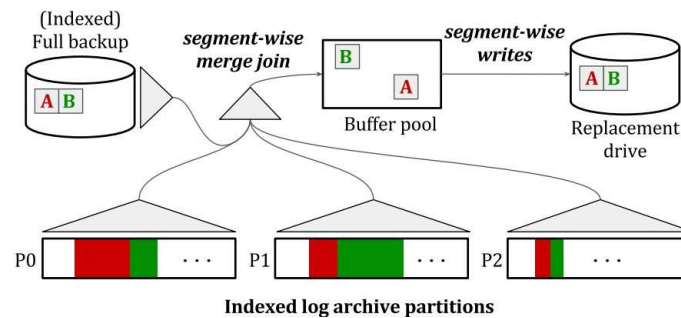 (Indexed)
Full backup
A B
segment-wise
merge join
B
A
Buffer pool
segment-wise
writes
A B
Replacement
drive
P0
· · ·
P1
· · ·
P2
· · ·
Indexed log archive partitions